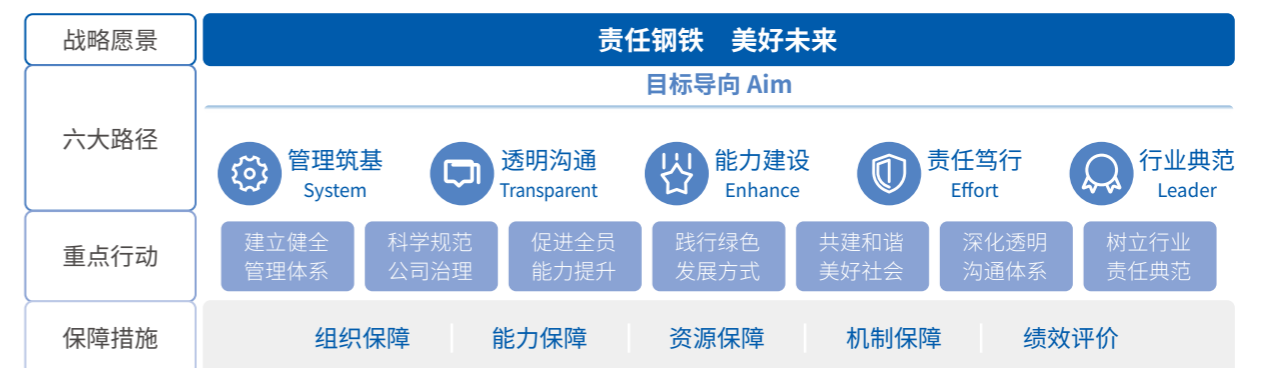 战略愿景
责任钢铁 美好未来
六大路径
目标导向 Aim
管理筑基
System
透明沟通
Transparent
能力建设
Enhance
责任笃行
Effort
行业典范
Leader
重点行动
建立健全
管理体系
科学规范
公司治理
促进全员
能力提升
践行绿色
发展方式
共建和谐
美好社会
深化透明
沟通体系
树立行业
责任典范
保障措施
组织保障
能力保障
资源保障
机制保障
绩效评价